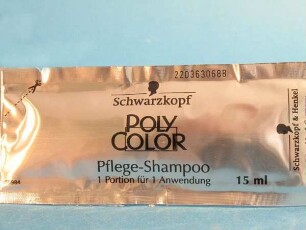 2203630688
Schwarzkopf
POLY
COLOR
Pflege-Shampoo
1 Portion für 1 Anwendung
15 ml
Schwarzkopf & Henkel